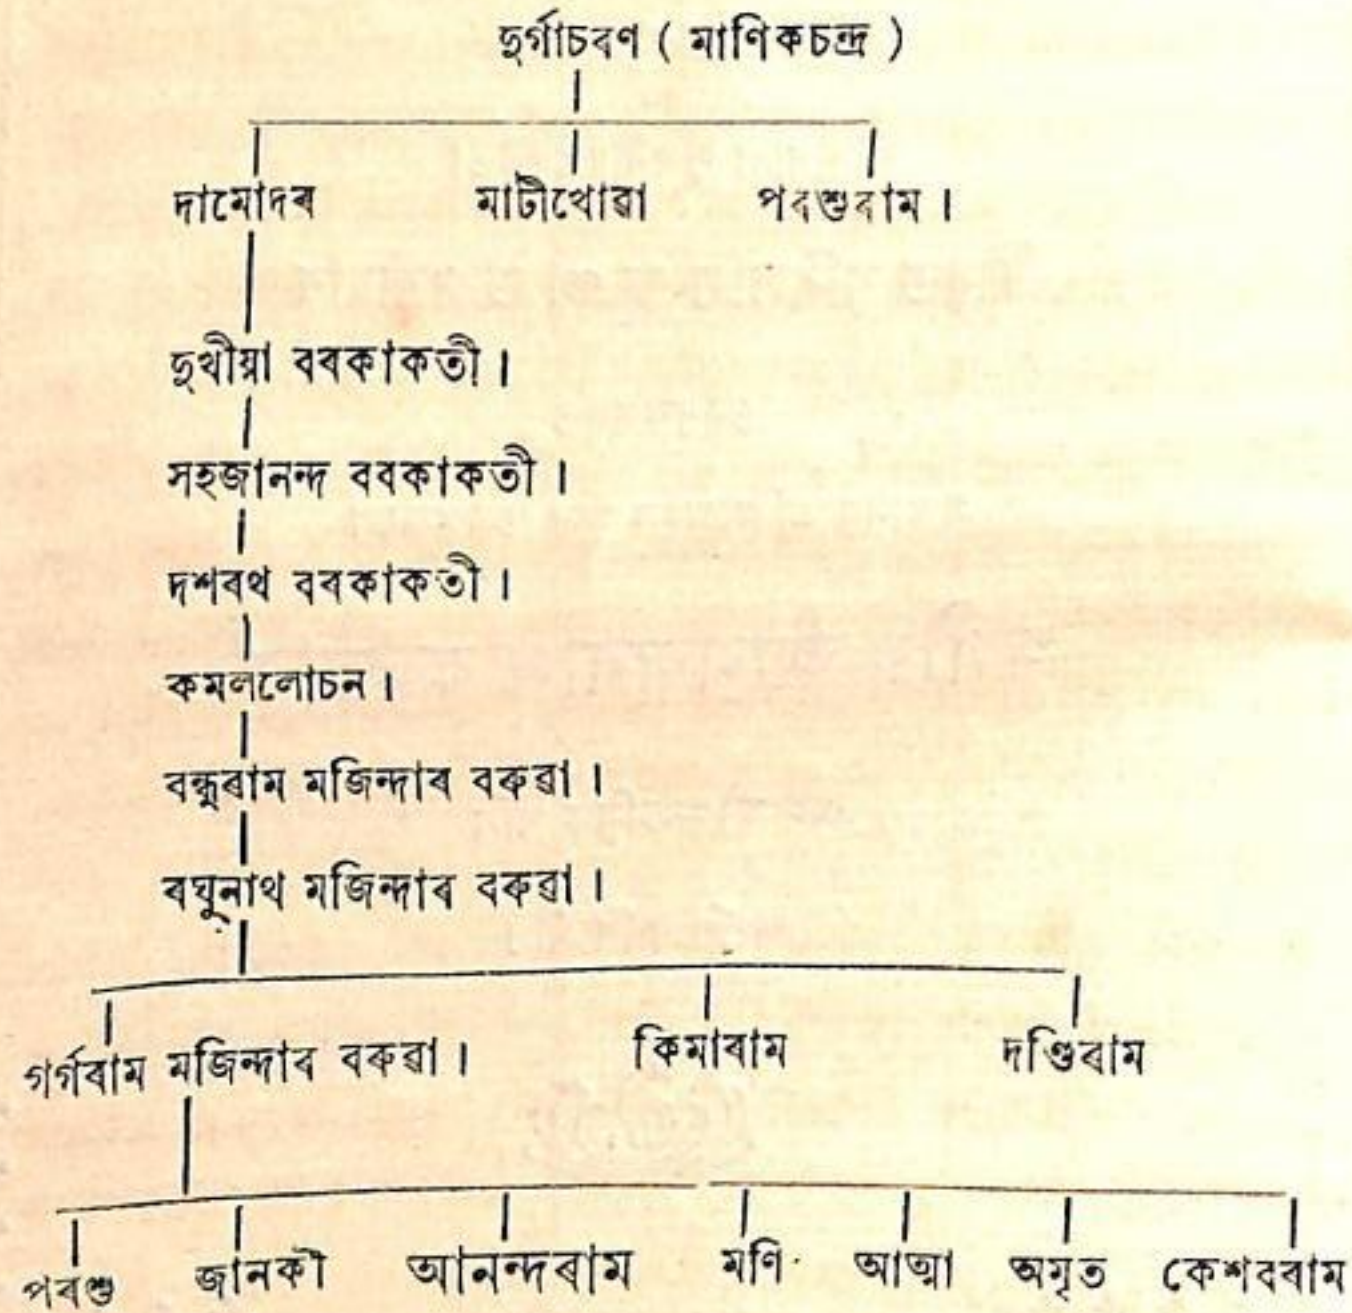 দুৰ্গাচৰণ ( মাণিকচন্দ্ৰ )
দামোদৰ মাটীখোৱা পৰশুৰাম ।
দুখীয়া বৰকাকতী ।
সহজানন্দ বৰকাকতী ।
দশৰথ বৰকাকতী ।
কমললোচন ।
বন্ধুৰাম মজিন্দাৰ বৰুৱা ।
ৰঘুনাথ মজিন্দাৰ বৰুৱা ।
গৰ্গৰাম মজিন্দাৰ বৰুৱা । কিমাৰাম দণ্ডিৰাম
পৰশু জানকী আনন্দৰাম মণি আত্মা অমৃত কেশবৰাম